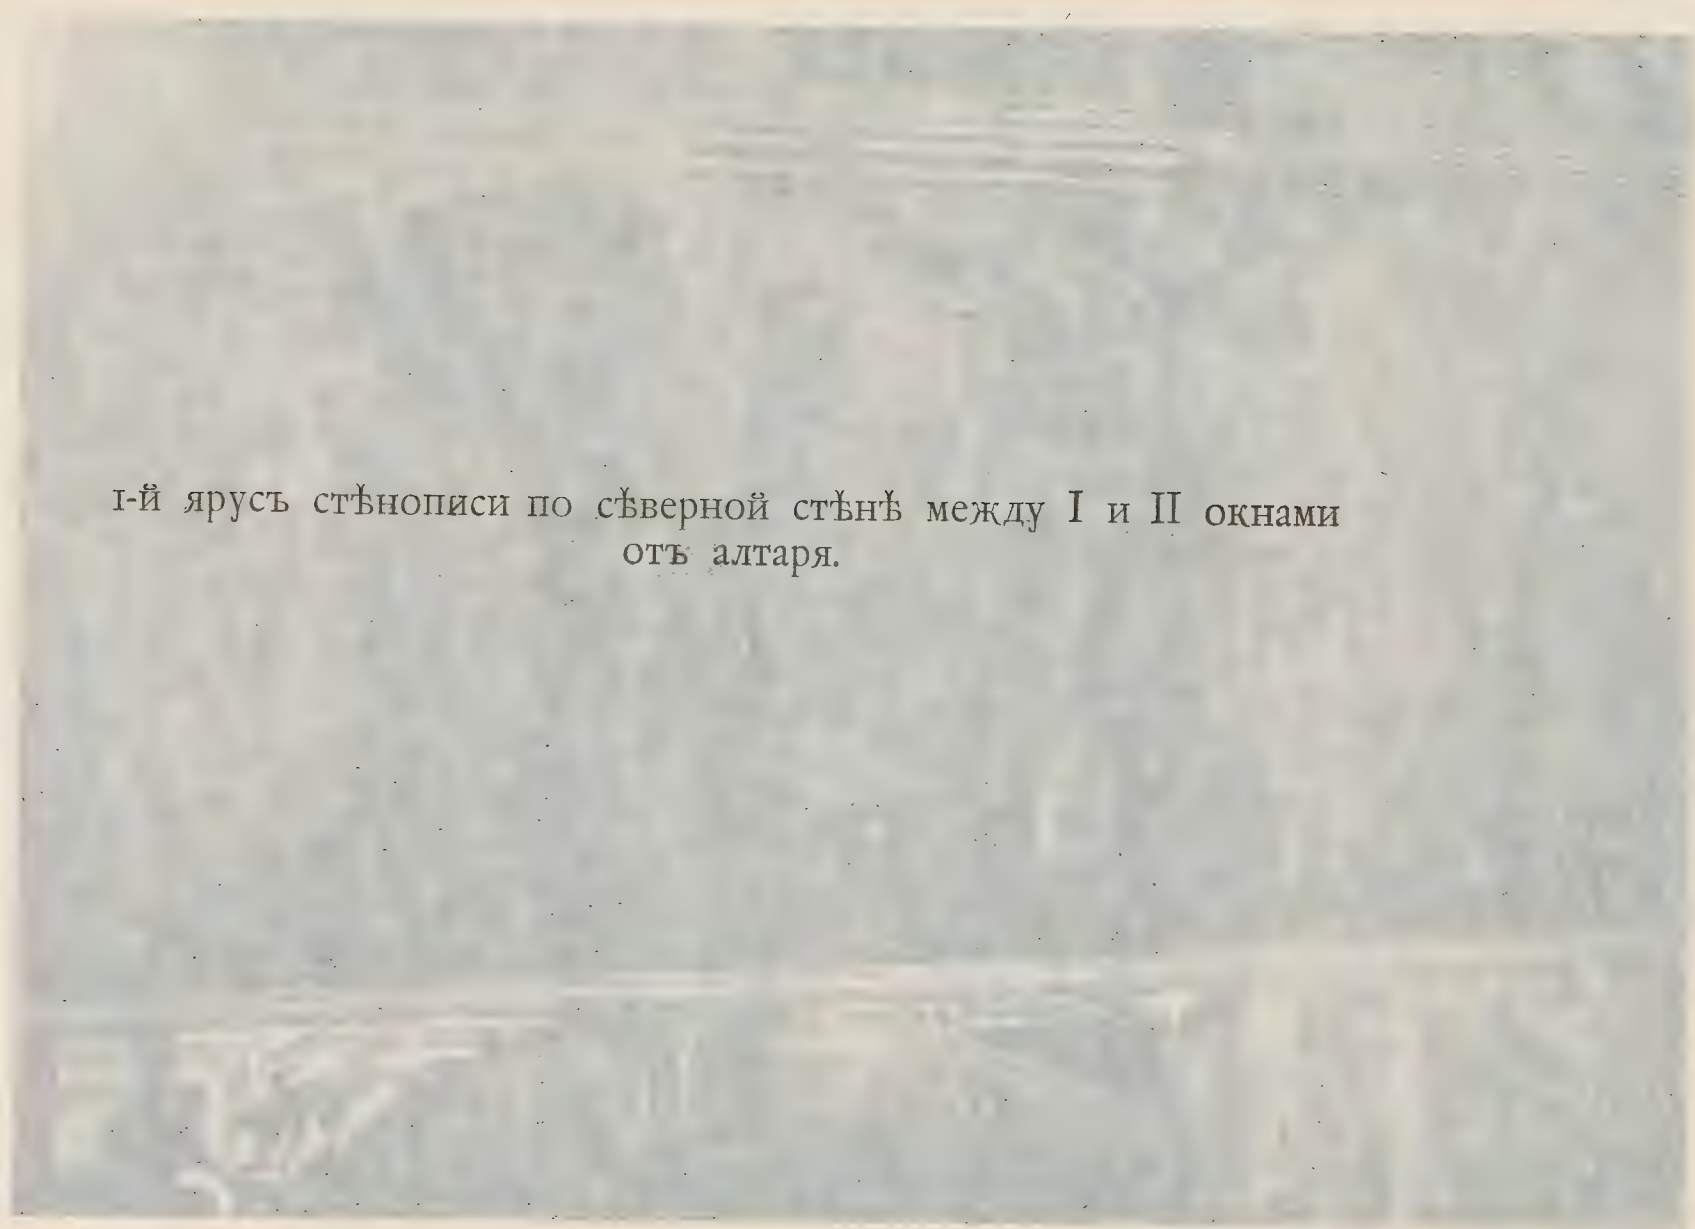 1-й ярусъ стѣнописи по сѣверной стѣнѣ между I и II окнами
отъ алтаря.